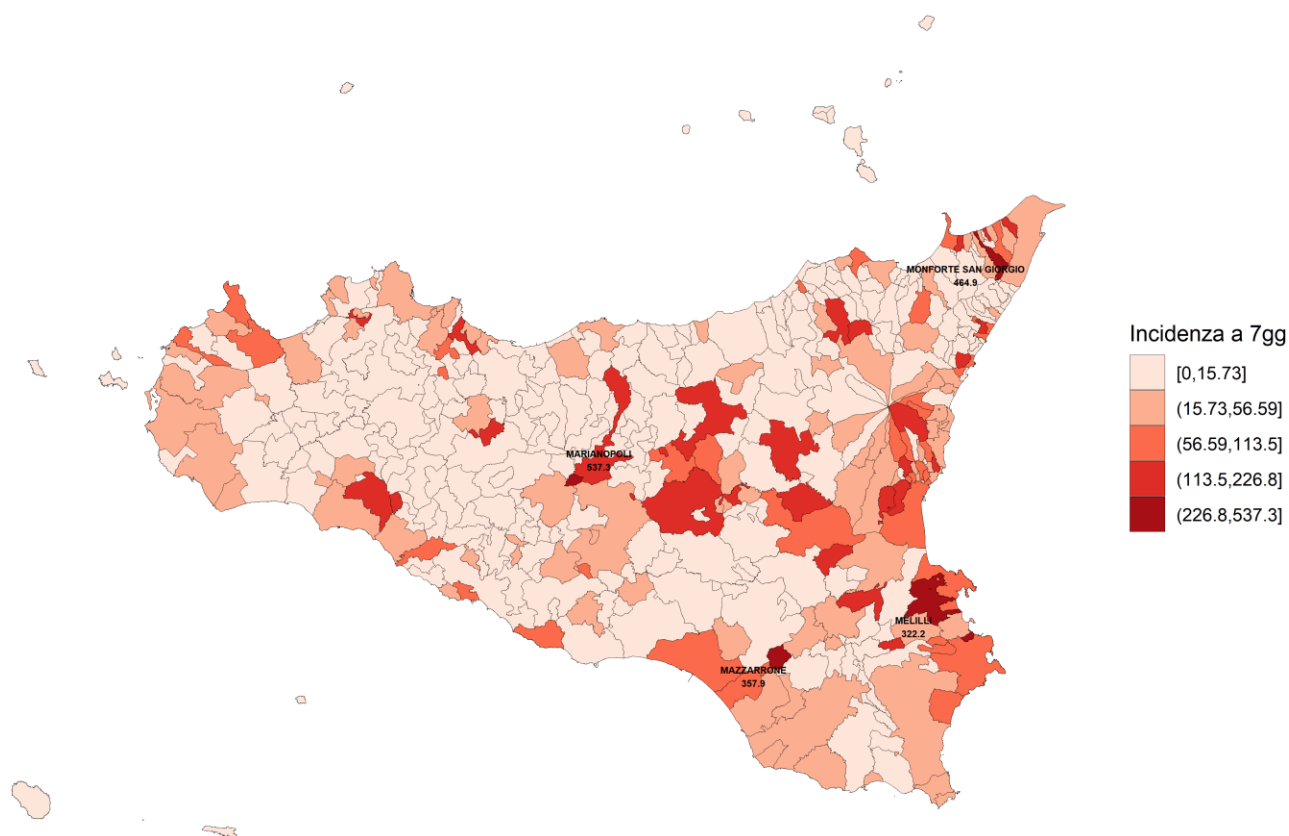 MONFORTE SAN GIORGIO
464.9
Incidenza a 7gg
[0,15.73]
(15.73,56.59]
(56.59,113.5]
(113.5,226.8]
(226.8,537.3]
MARIANOPOLI
537.3
MELILLI
322.2
MAZZARRONE
357.9